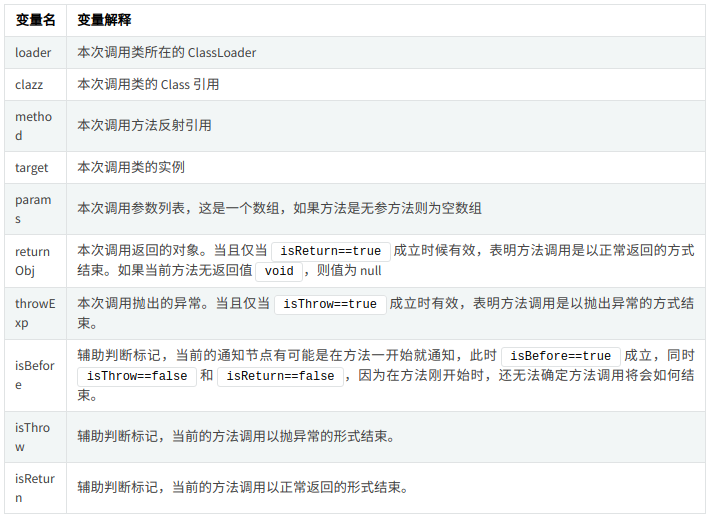 变量名 变量解释
loader 本次调用类所在的 ClassLoader
clazz 本次调用类的 Class 引用
metho
d
本次调用方法反射引用
target 本次调用类的实例
param
s
本次调用参数列表，这是一个数组，如果方法是无参方法则为空数组
return
Obj
本次调用返回的对象。当且仅当 isReturn==true 成立时候有效，表明方法调用是以正常返回的方式
结束。如果当前方法无返回值 void ，则值为 null
throwE
xp
本次调用抛出的异常。当且仅当 isThrow==true 成立时有效，表明方法调用是以抛出异常的方式结
束。
isBefor
e
辅助判断标记，当前的通知节点有可能是在方法一开始就通知，此时 isBefore==true 成立，同时
isThrow==false 和 isReturn==false ，因为在方法刚开始时，还无法确定方法调用将会如何结
束。
isThro
w
辅助判断标记，当前的方法调用以抛异常的形式结束。
isRetur
n
辅助判断标记，当前的方法调用以正常返回的形式结束。